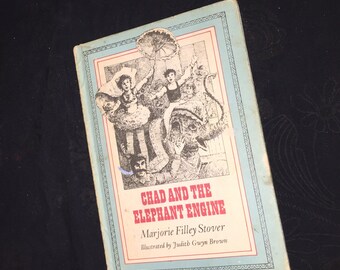 CHAD AND THE
ELEPHANT ENGINE
Marjorie Filley Stover
Illustrated by Judith Gwyn Brown